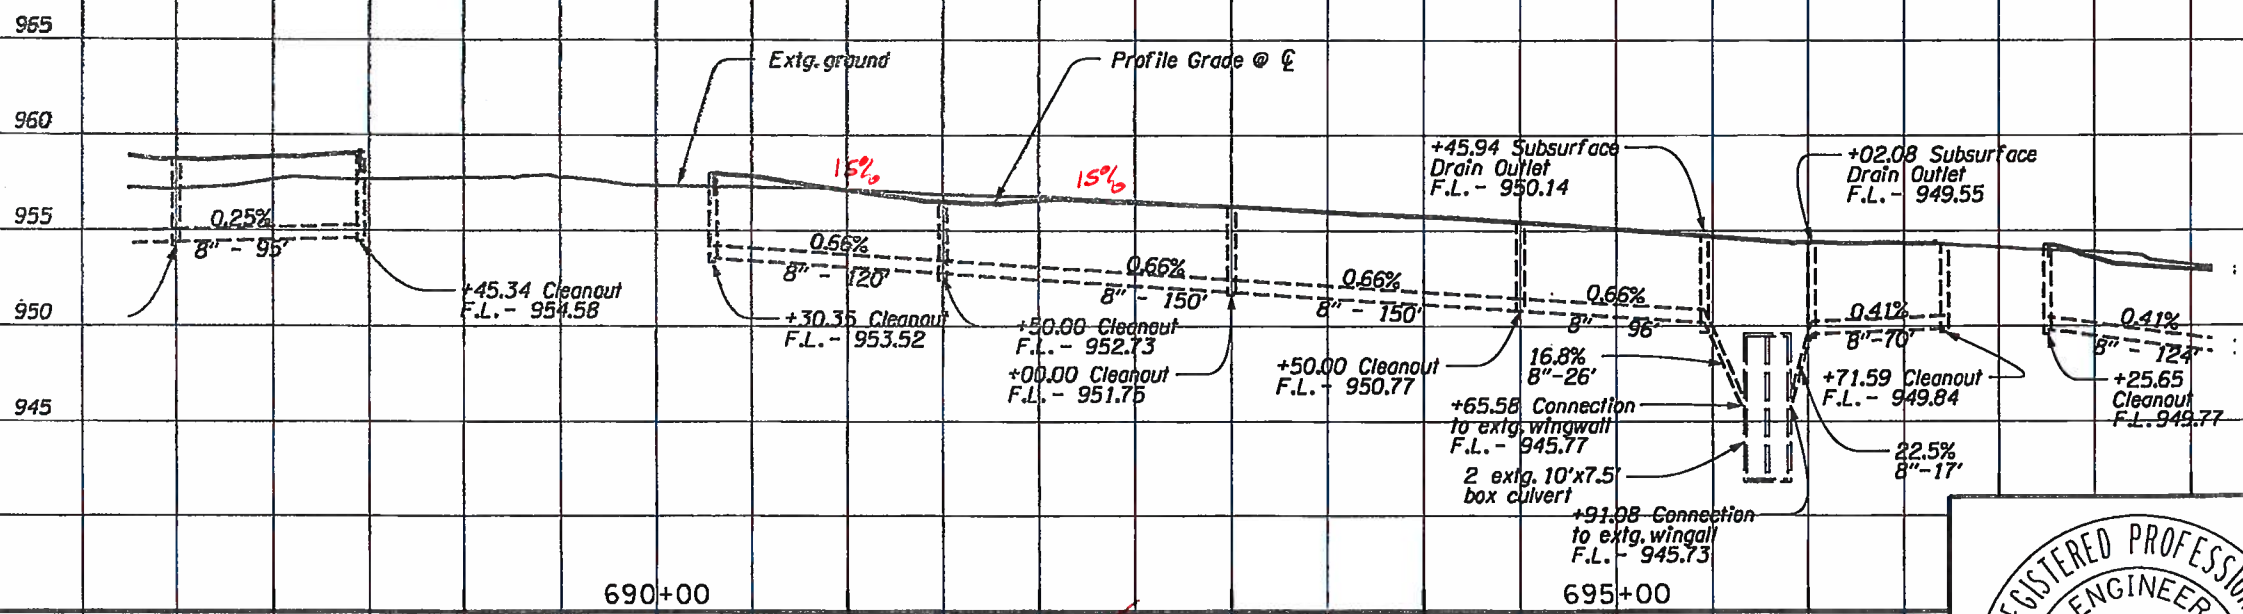 965
960
955
950
945
Extg. ground
Profile Grade @ ℄
15%
15%
+45.94 Subsurface
Drain Outlet
F.L.- 950.14
+02.08 Subsurface
Drain Outlet
F.L.- 949.55
0.25%
8" - 95'
+45.34 Cleanout
F.L.- 954.58
0.66%
8" - 120'
+30.35 Cleanout
F.L.- 953.52
+50.00 Cleanout
F.L.- 952.73
0.66%
8" - 150'
+00.00 Cleanout
F.L.- 951.75
0.66%
8" - 150'
+50.00 Cleanout
F.L.- 950.77
0.66%
8" 96'
16.8%
8"-26'
+65.58 Connection
to extg. wingwall
F.L.- 945.77
2 extg. 10'x7.5'
box culvert
+91.08 Connection
to extg. wingall
F.L.- 945.73
0.41%
8"-70'
+71.59 Cleanout
F.L.- 949.84
22.5%
8"-17'
0.41%
8" - 124'
+25.65
Cleanout
F.L. 949.77
690+00
695+00
GISTERED PROFESSION
ENGINEER